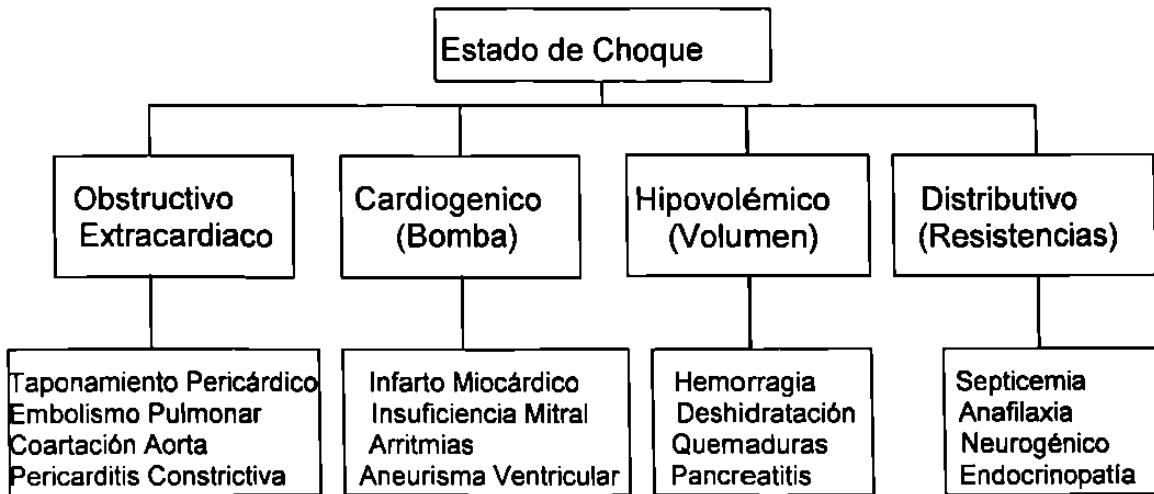 Estado de Choque
Obstructivo
Extracardiaco
Cardiogenico
(Bomba)
Hipovolémico
(Volumen)
Distributivo
(Resistencias)
Taponamiento Pericárdico
Embolismo Pulmonar
Coartación Aorta
Pericarditis Constrictiva
Infarto Miocárdico
Insuficiencia Mitral
Arritmias
Aneurisma Ventricular
Hemorragia
Deshidratación
Quemaduras
Pancreatitis
Septicemia
Anafilaxia
Neurogénico
Endocrinopatía